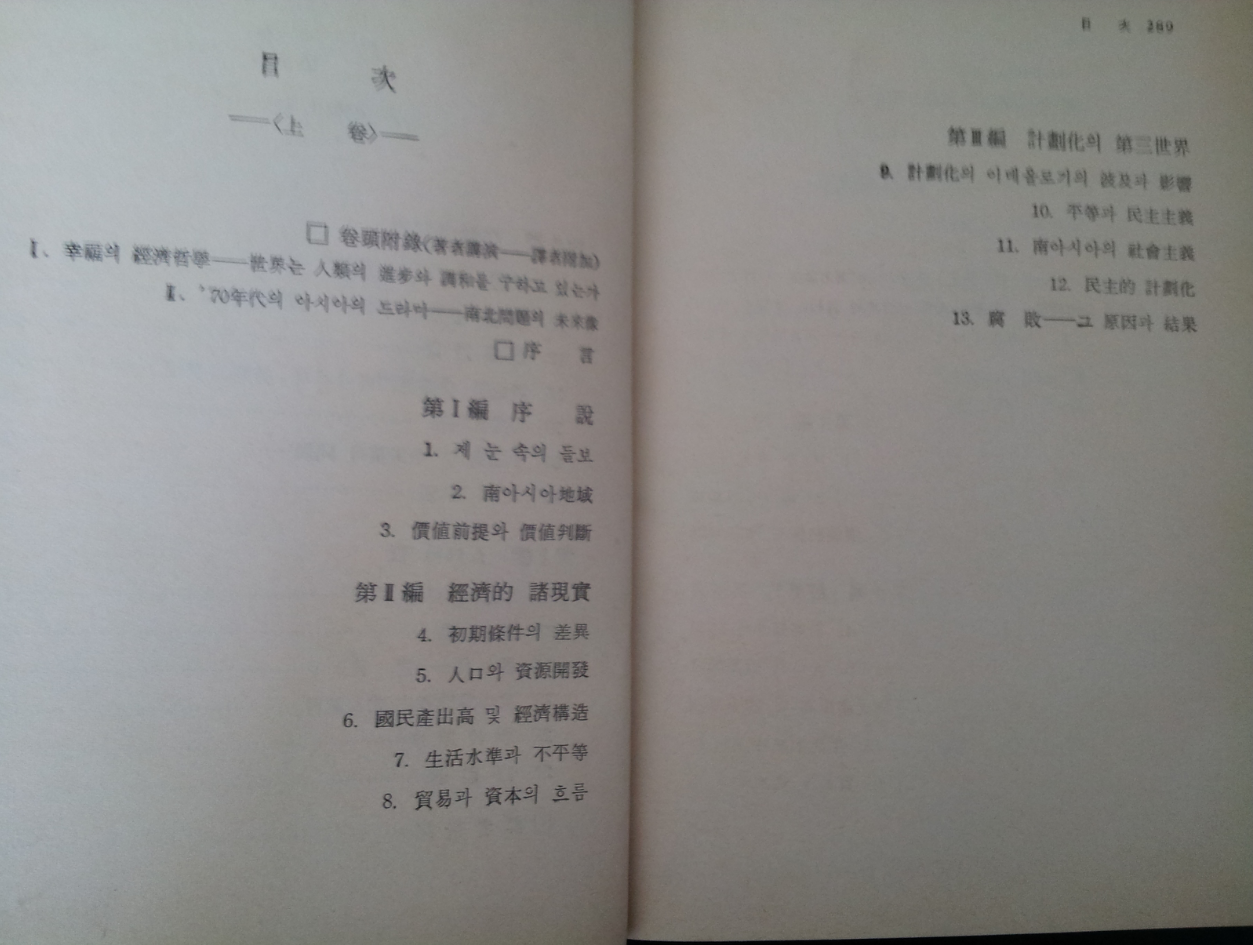 目 次
──〈上 卷〉──
□ 卷頭附錄(著者講演──譯者附加)
Ⅰ、幸福의 經濟哲學──世界는 人類의 進步와 調和를 구하고 있는가
Ⅱ、'70年代의 아시아의 드라마──南北問題의 未來像
□ 序 言
第Ⅰ編 序 說
1. 제 눈 속의 들보
2. 南아시아地域
3. 價値前提와 價値判斷
第Ⅱ編 經濟的 諸現實
4. 初期條件의 差異
5. 人口와 資源開發
6. 國民產出高 및 經濟構造
7. 生活水準과 不平等
8. 貿易과 資本의 흐름
目 次 289
第Ⅲ編 計劃化의 第三世界
9. 計劃化의 이데올로기의 波及과 影響
10. 平等과 民主主義
11. 南아시아의 社會主義
12. 民主的 計劃化
13. 腐 敗──그 原因과 結果